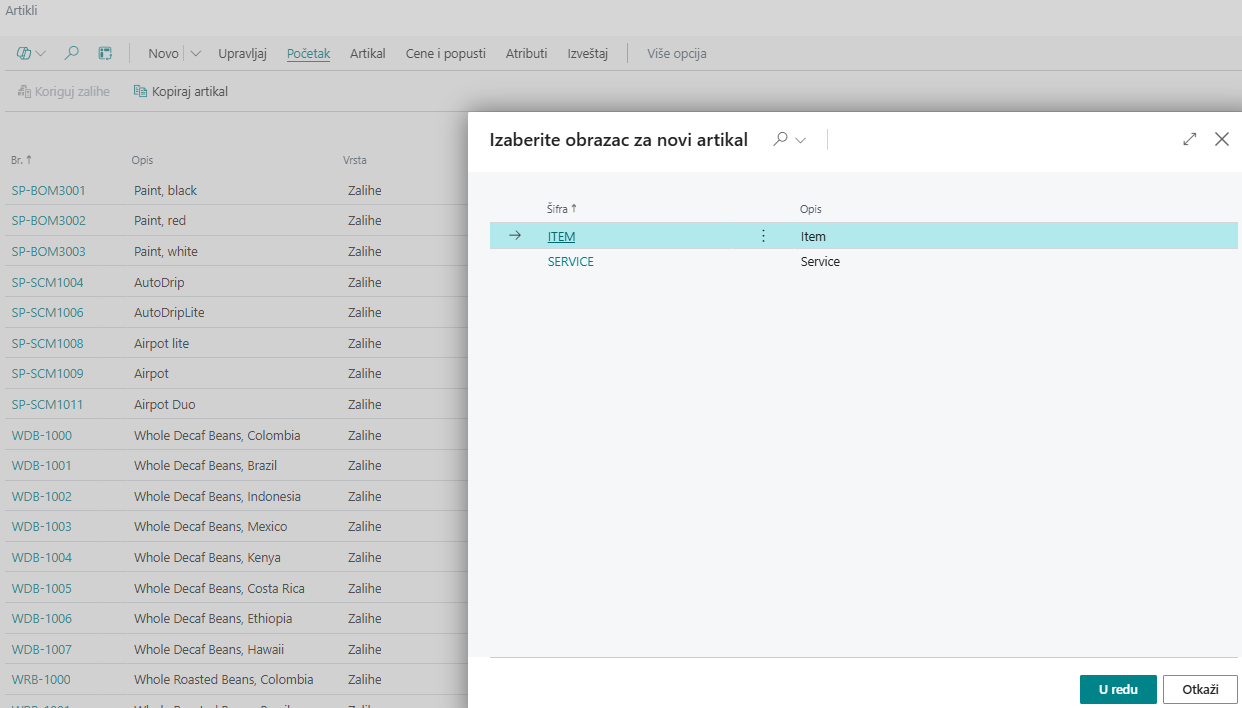 Artikli
Novo Upravljaj Početak Artikal Cene i popusti Atributi Izveštaj Više opcija
Koriguj zalihe Kopiraj artikal
Izaberite obrazac za novi artikal
Br. ↑ Opis Vrsta
SP-BOM3001 Paint, black Zalihe
SP-BOM3002 Paint, red Zalihe
SP-BOM3003 Paint, white Zalihe
SP-SCM1004 AutoDrip Zalihe
SP-SCM1006 AutoDripLite Zalihe
SP-SCM1008 Airpot lite Zalihe
SP-SCM1009 Airpot Zalihe
SP-SCM1011 Airpot Duo Zalihe
WDB-1000 Whole Decaf Beans, Colombia Zalihe
WDB-1001 Whole Decaf Beans, Brazil Zalihe
WDB-1002 Whole Decaf Beans, Indonesia Zalihe
WDB-1003 Whole Decaf Beans, Mexico Zalihe
WDB-1004 Whole Decaf Beans, Kenya Zalihe
WDB-1005 Whole Decaf Beans, Costa Rica Zalihe
WDB-1006 Whole Decaf Beans, Ethiopia Zalihe
WDB-1007 Whole Decaf Beans, Hawaii Zalihe
WRB-1000 Whole Roasted Beans, Colombia Zalihe
Šifra ↑ Opis
ITEM Item
SERVICE Service
U redu Otkaži